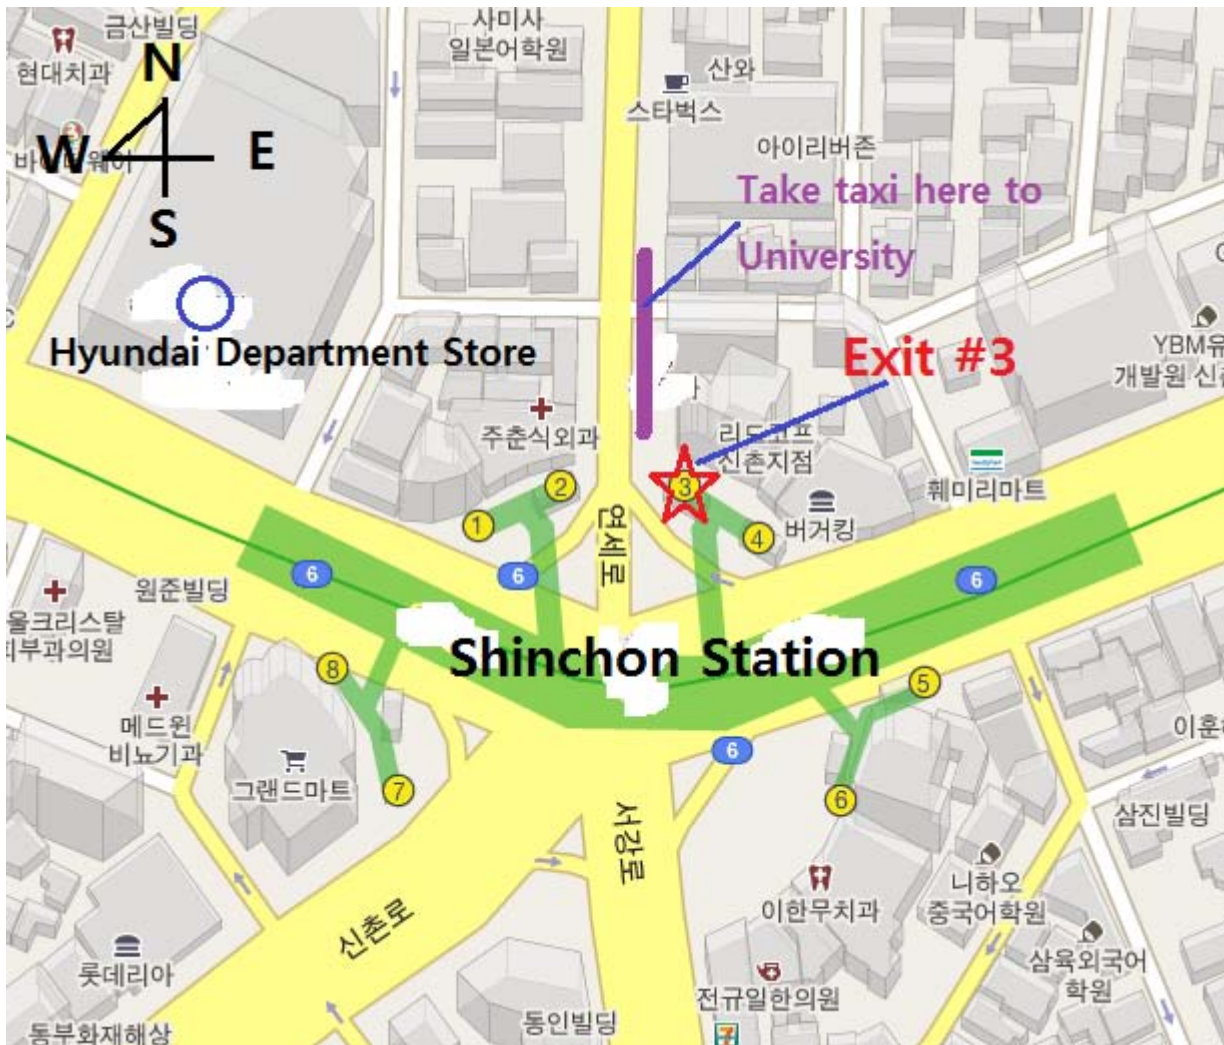 금산빌딩
현대치과
N
W
E
S
사미사
일본어학원
산와
스타벅스
아이리버존
Take taxi here to
University
Hyundai Department Store
Exit #3
YBM유
개발원 신
주춘식외과
리드코프
신촌지점
훼미리마트
버거킹
1
2
3
4
연세로
6
6
6
원준빌딩
울크리스탈
피부과의원
Shinchon Station
8
5
메드윈
비뇨기과
6
이훈
그랜드마트
7
6
삼진빌딩
서강로
니하오
중국어학원
이한무치과
신촌로
롯데리아
삼육외국어
학원
전규일한의원
동인빌딩
7
동부화재해상